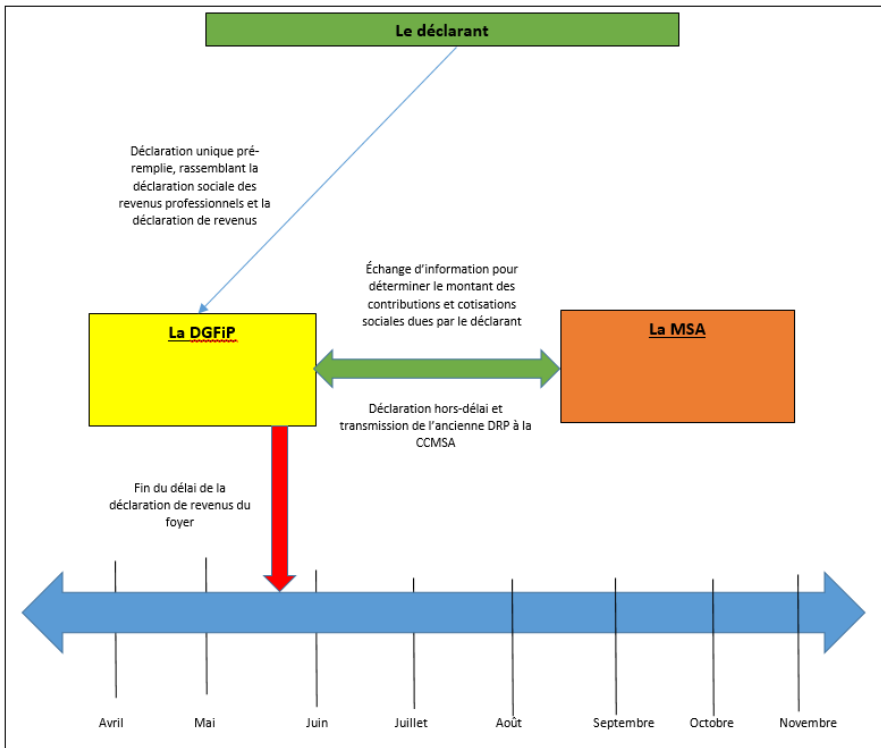 Le déclarant
Déclaration unique pré-
remplie, rassemblant la
déclaration sociale des
revenus professionnels et la
déclaration de revenus
Échange d’information pour
déterminer le montant des
contributions et cotisations
sociales dues par le déclarant
La DGFiP
La MSA
Déclaration hors-délai et
transmission de l’ancienne DRP à la
CCMSA
Fin du délai de la
déclaration de revenus du
foyer
Avril Mai Juin Juillet Août Septembre Octobre Novembre